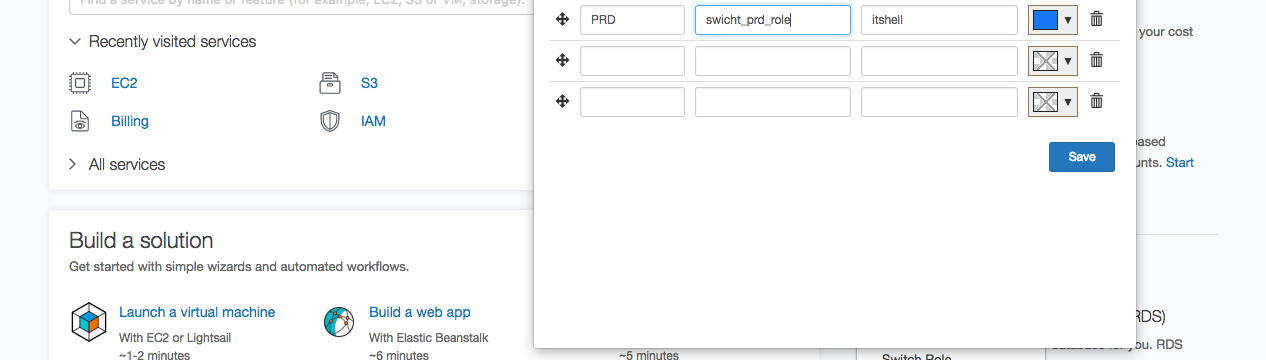 Find a service by name or feature (for example, EC2, S3 or VM, storage).
Recently visited services
EC2
S3
Billing
IAM
All services
Build a solution
Get started with simple wizards and automated workflows.
Launch a virtual machine
With EC2 or Lightsail
~1-2 minutes
Build a web app
With Elastic Beanstalk
~6 minutes
~5 minutes
PRD
swicht_prd_role
itshell
Save
your cost
based
unts. Start
RDS)
for you. RDS
Switch Role